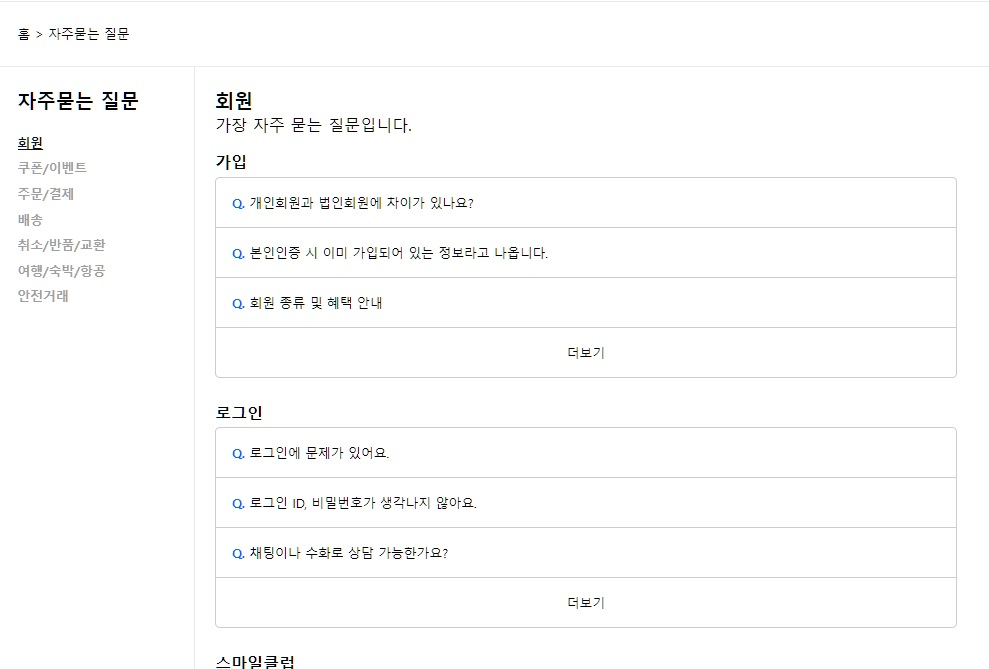 홈 > 자주묻는 질문
자주묻는 질문
회원
쿠폰/이벤트
주문/결제
배송
취소/반품/교환
여행/숙박/항공
안전거래
회원
가장 자주 묻는 질문입니다.
가입
Q. 개인회원과 법인회원에 차이가 있나요?
Q. 본인인증 시 이미 가입되어 있는 정보라고 나옵니다.
Q. 회원 종류 및 혜택 안내
더보기
로그인
Q. 로그인에 문제가 있어요.
Q. 로그인 ID, 비밀번호가 생각나지 않아요.
Q. 채팅이나 수화로 상담 가능한가요?
더보기
스마일클럽